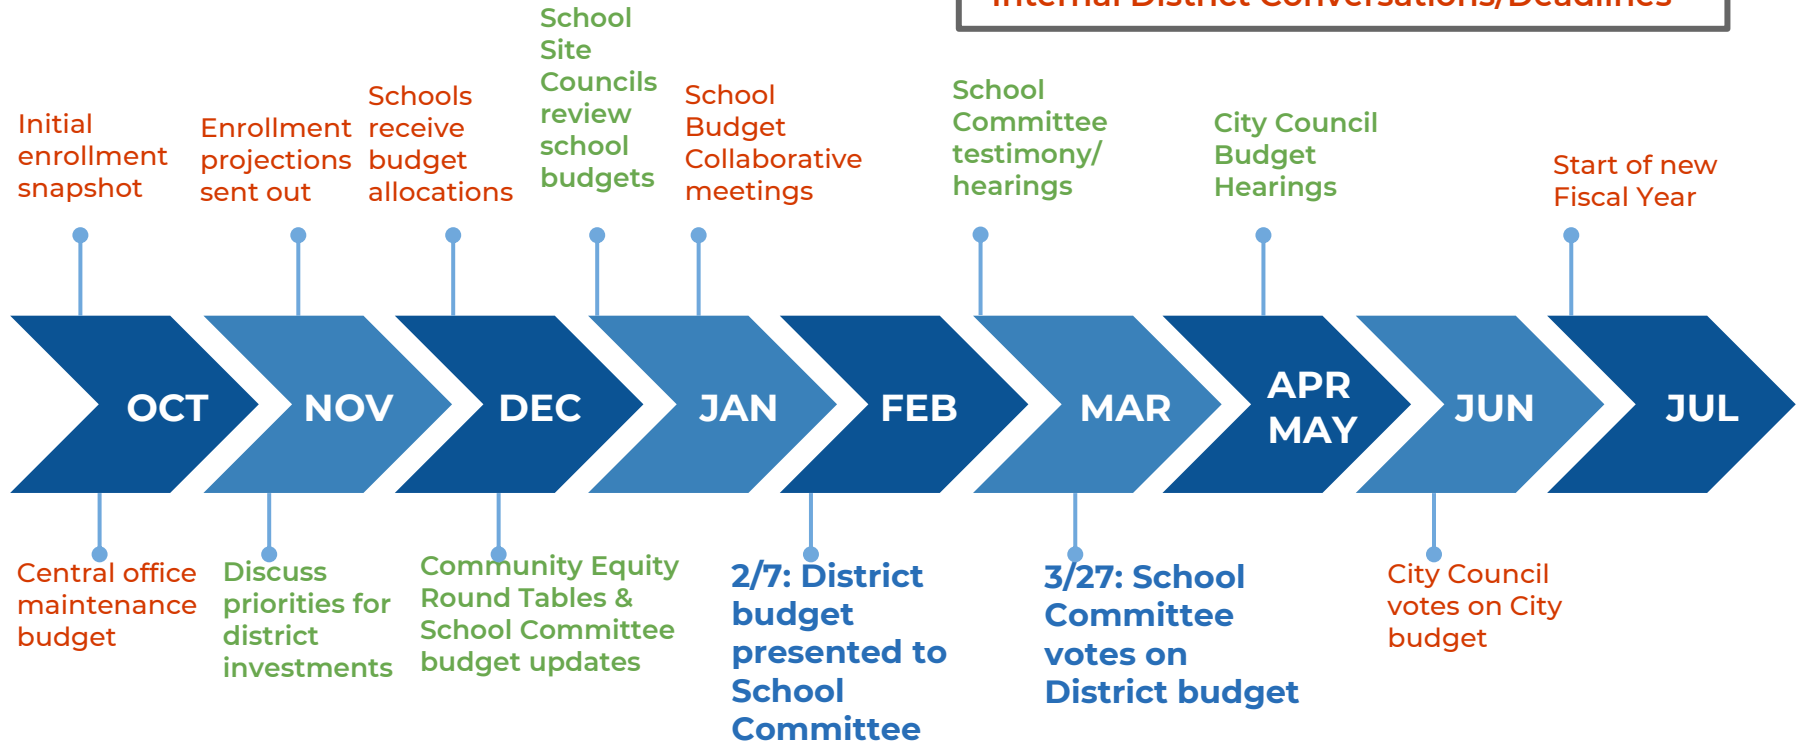 Internal District Conversations/Deadlines
Initial
enrollment
snapshot
Enrollment
projections
sent out
Schools
receive
budget
allocations
School
Site
Councils
review
school
budgets
School
Budget
Collaborative
meetings
School
Committee
testimony/
hearings
City Council
Budget
Hearings
Start of new
Fiscal Year
OCT
NOV
DEC
JAN
FEB
MAR
APR
MAY
JUN
JUL
Central office
maintenance
budget
Discuss
priorities for
district
investments
Community Equity
Round Tables &
School Committee
budget updates
2/7: District
budget
presented to
School
Committee
3/27: School
Committee
votes on
District budget
City Council
votes on City
budget